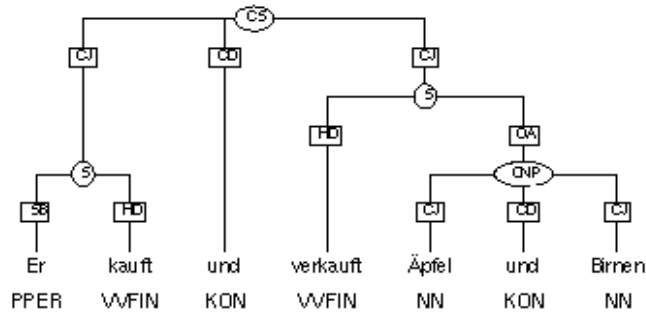 CS
CJ CD CJ
S
HD OA
S CNP
SB HD CJ CD CJ
Er kauft und verkauft Äpfel und Birnen
PPER VVFIN KON VVFIN NN KON NN